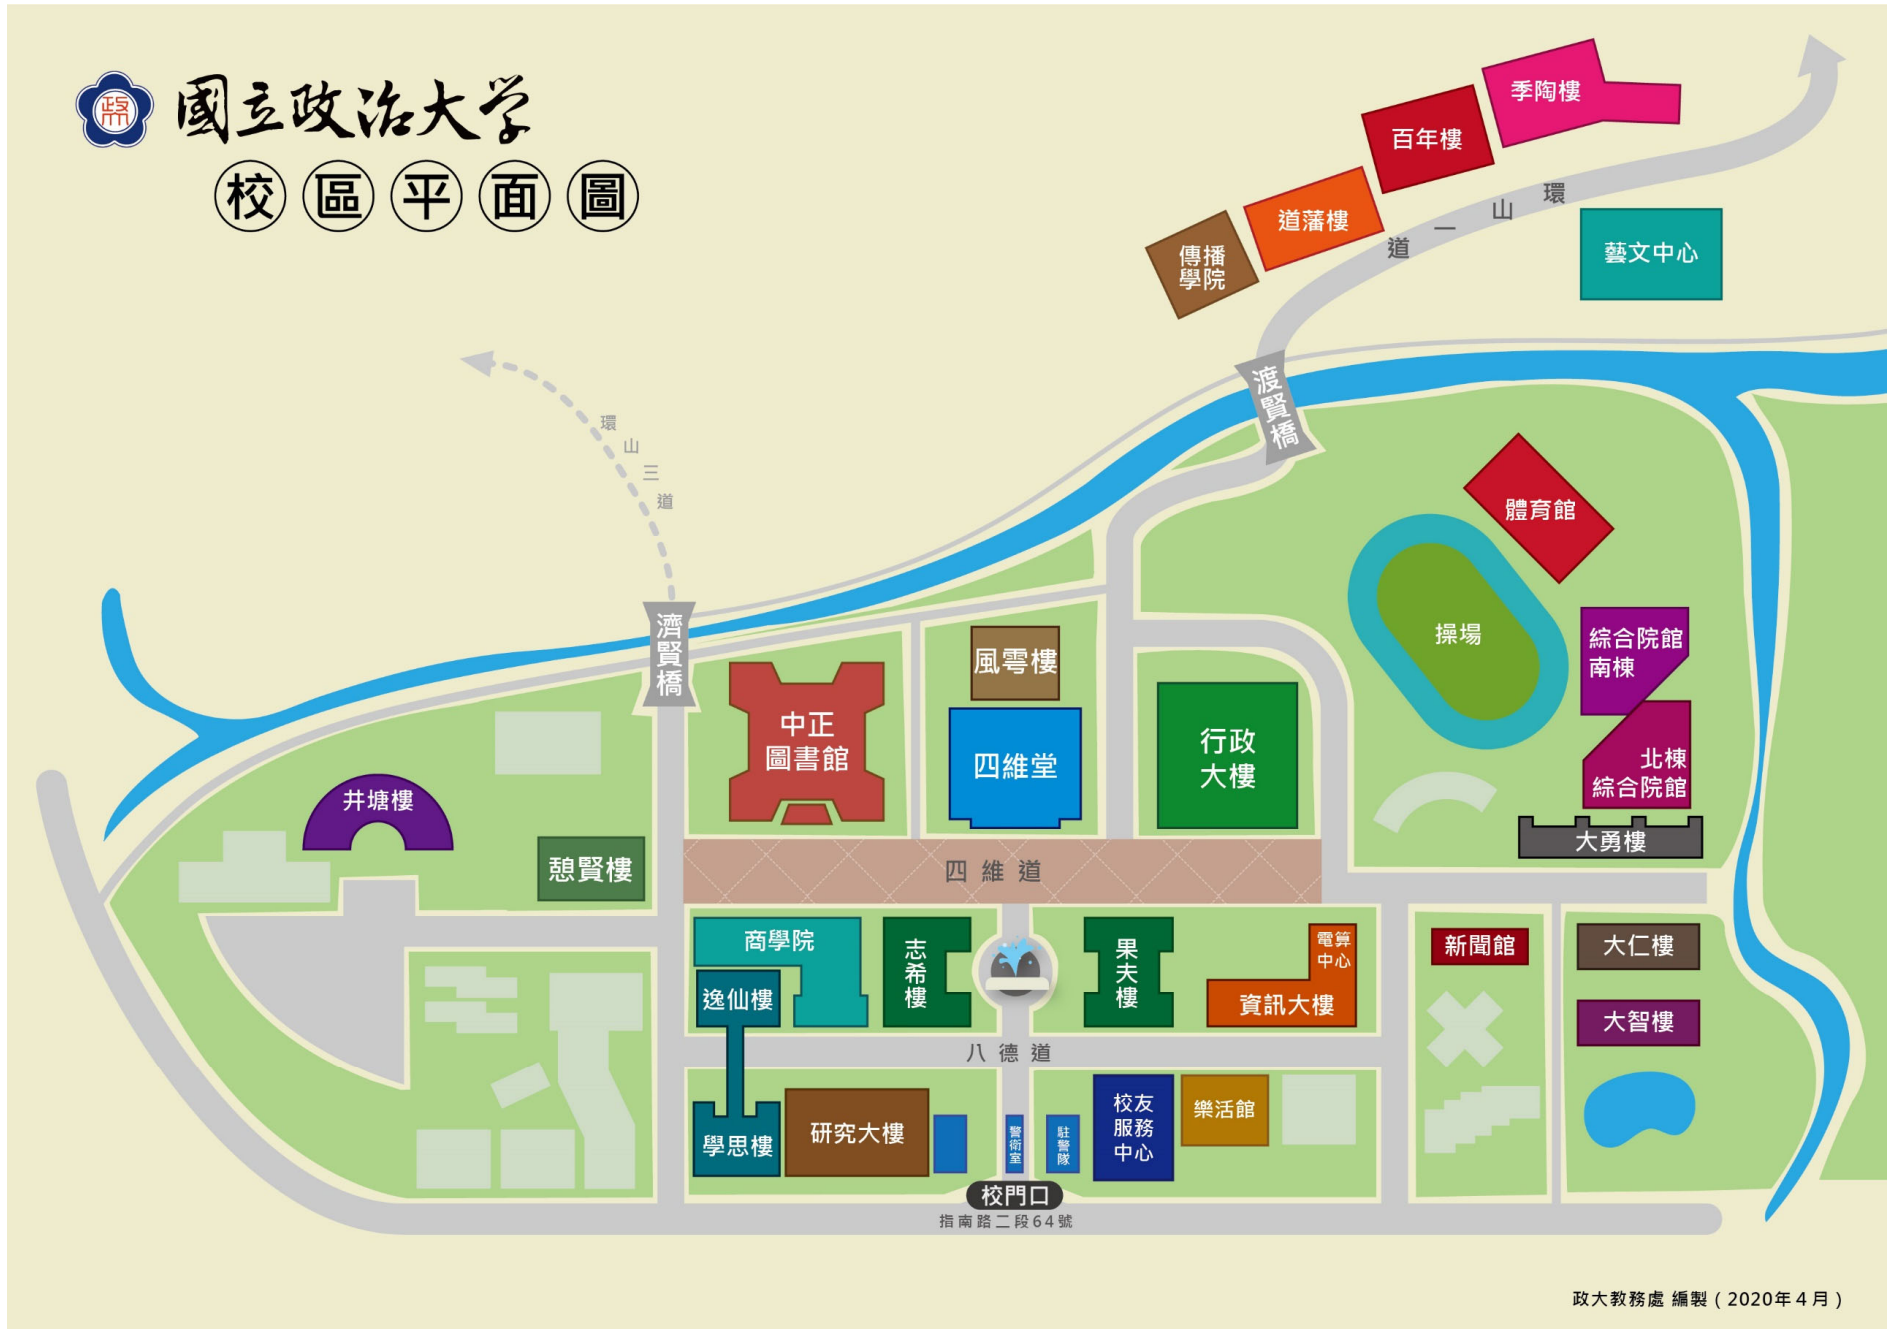 國立政治大学
校區平面圖
季陶樓
百年樓
道藩樓
傳播
學院
環山一道
藝文中心
渡賢橋
環山三道
體育館
操場
濟賢橋
風雩樓
綜合院館
南棟
中正
圖書館
四維堂
行政
大樓
北棟
綜合院館
井塘樓
大勇樓
憩賢樓
四維道
商學院
志希樓
果夫樓
電算
中心
新聞館
大仁樓
逸仙樓
資訊大樓
大智樓
八德道
學思樓
研究大樓
警衛室
駐警隊
校友
服務
中心
樂活館
校門口
指南路二段64號
政大教務處 編製（2020年4月）